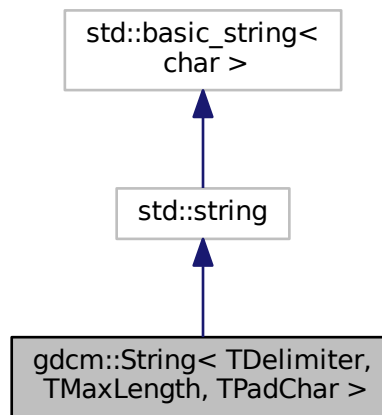 std::basic_string<
char >
std::string
gdcm::String< TDelimiter,
TMaxLength, TPadChar >